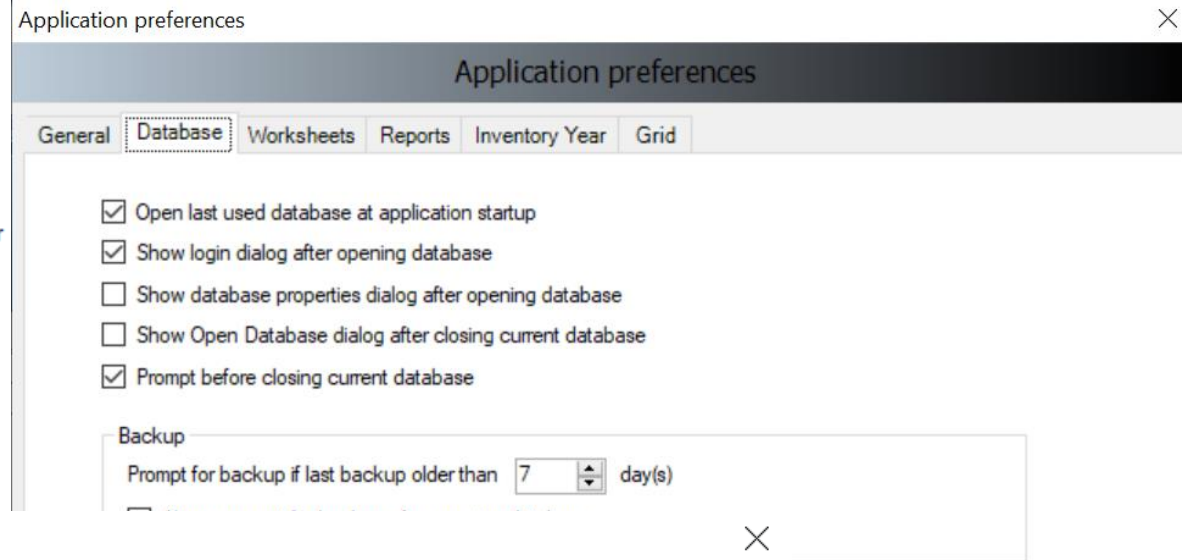 Application preferences
Application preferences
General Database Worksheets Reports Inventory Year Grid
Open last used database at application startup
Show login dialog after opening database
Show database properties dialog after opening database
Show Open Database dialog after closing current database
Prompt before closing current database
Backup
Prompt for backup if last backup older than 7 day(s)